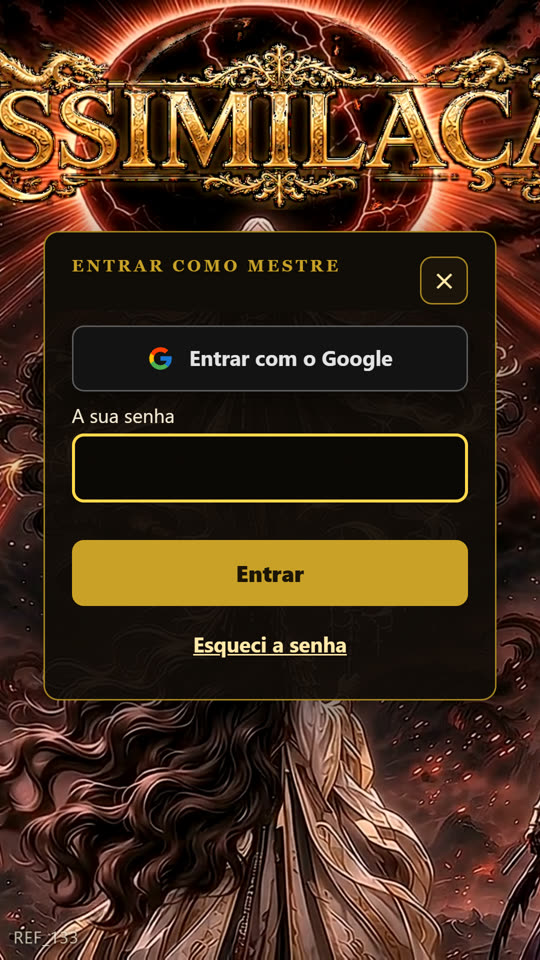 SSIMILAÇÃ
ENTRAR COMO MESTRE
Entrar com o Google
A sua senha
Entrar
Esqueci a senha
REF_133